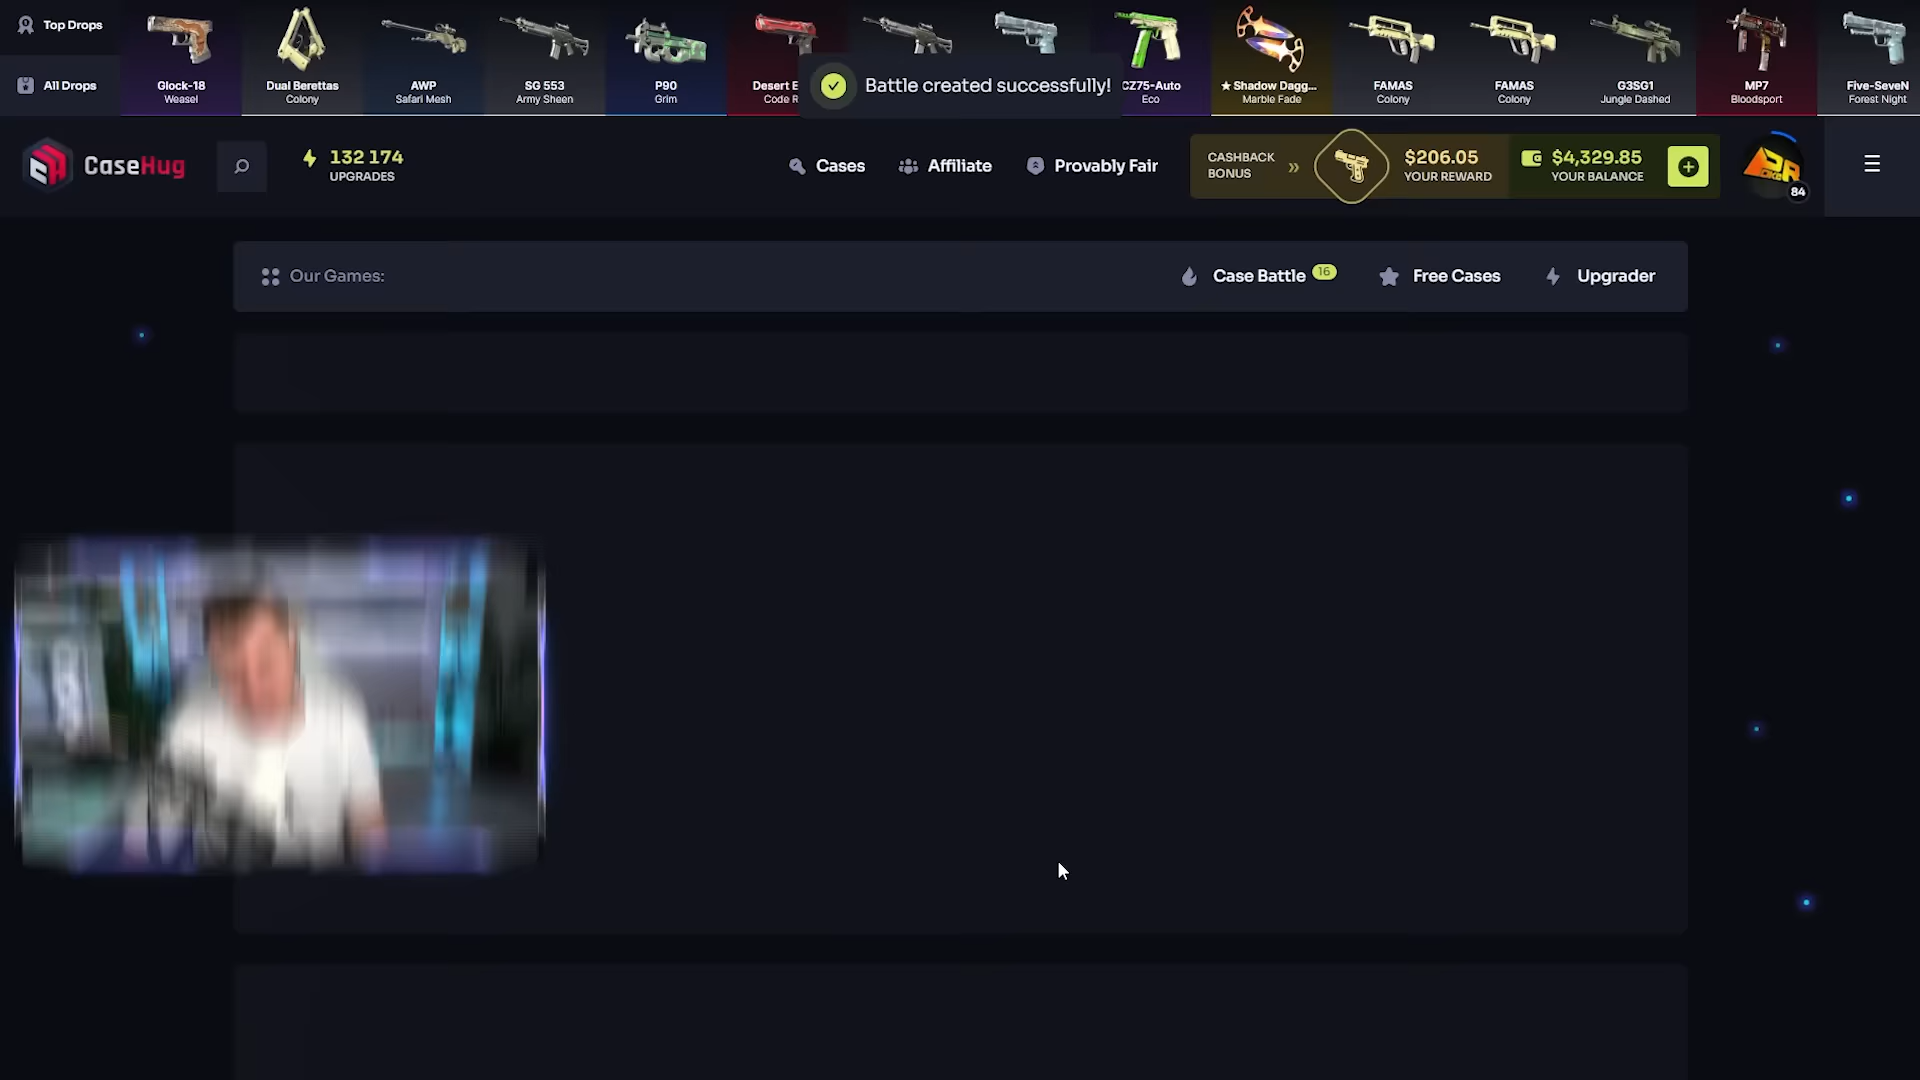 Top Drops
All Drops
Glock-18
Weasel
Dual Berettas
Colony
AWP
Safari Mesh
SG 553
Army Sheen
P90
Grim
Desert E
Code R
Battle created successfully!
CZ75-Auto
Eco
★ Shadow Dagg...
Marble Fade
FAMAS
Colony
FAMAS
Colony
G3SG1
Jungle Dashed
MP7
Bloodsport
Five-SeveN
Forest Night
CaseHug
132 174
UPGRADES
Cases
Affiliate
Provably Fair
CASHBACK
BONUS
$206.05
YOUR REWARD
$4,329.85
YOUR BALANCE
84
Our Games:
Case Battle 16
Free Cases
Upgrader